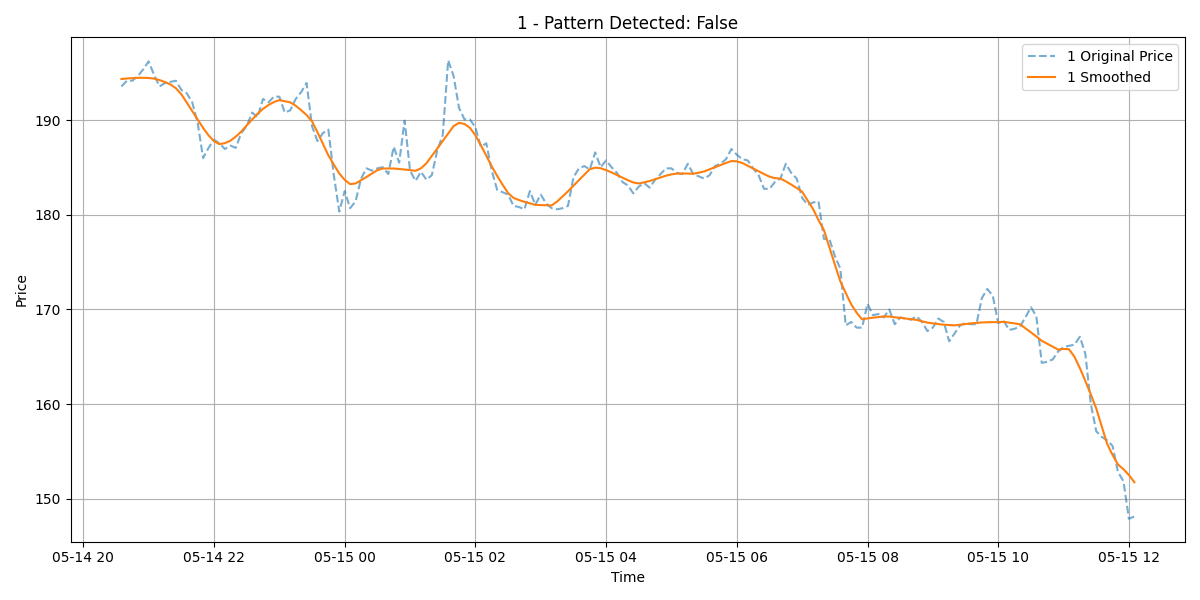 1 - Pattern Detected: False
1 Original Price
1 Smoothed
Price
190
180
170
160
150
05-14 20
05-14 22
05-15 00
05-15 02
05-15 04
05-15 06
05-15 08
05-15 10
05-15 12
Time